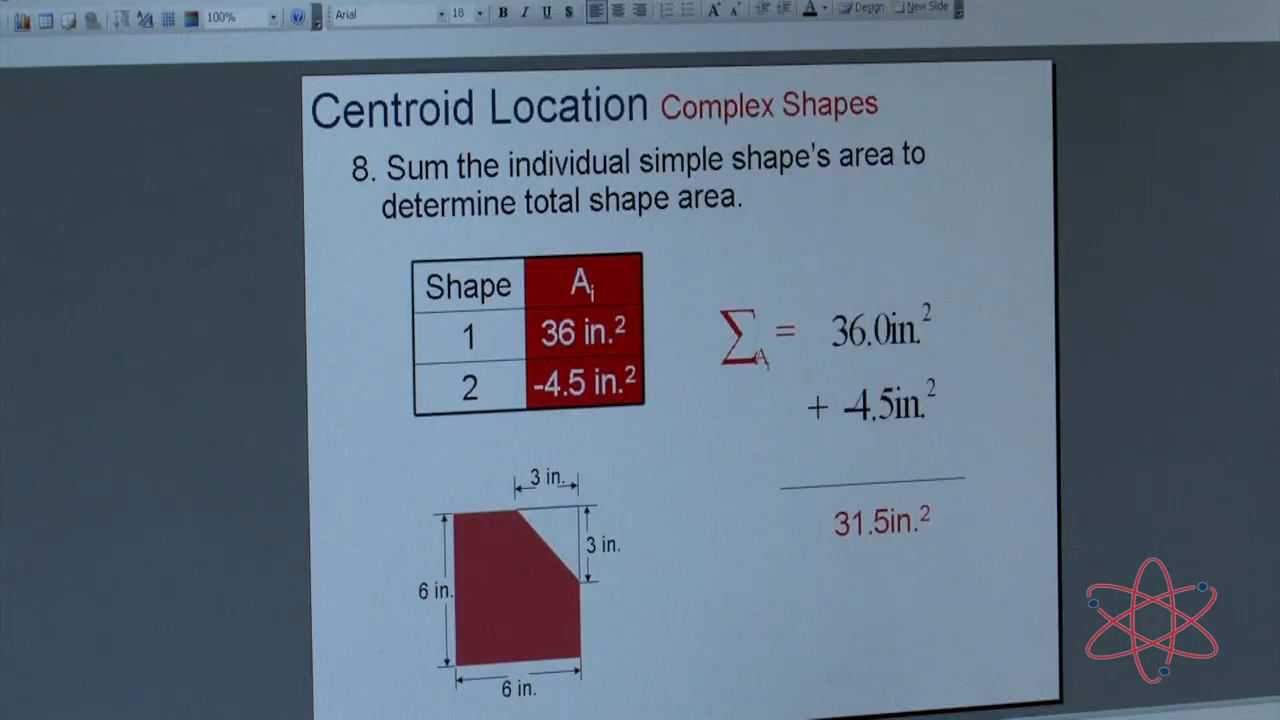 100% Arial 18 B I U S A A A Design New Slide
Centroid Location Complex Shapes
8. Sum the individual simple shape's area to
determine total shape area.
Shape Ai
1 36 in.²
2 -4.5 in.²
∑Ai = 36.0in.²
+ -4.5in.²
31.5in.²
3 in.
3 in.
6 in.
6 in.